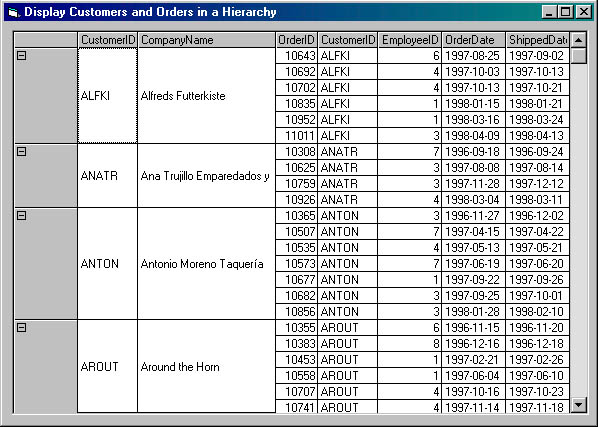 Display Customers and Orders in a Hierarchy
CustomerID CompanyName OrderID CustomerID EmployeeID OrderDate ShippedDate
10643 ALFKI 6 1997-08-25 1997-09-02
10692 ALFKI 4 1997-10-03 1997-10-13
10702 ALFKI 4 1997-10-13 1997-10-21
ALFKI Alfreds Futterkiste 10835 ALFKI 1 1998-01-15 1998-01-21
10952 ALFKI 1 1998-03-16 1998-03-24
11011 ALFKI 3 1998-04-09 1998-04-13
10308 ANATR 7 1996-09-18 1996-09-24
10625 ANATR 3 1997-08-08 1997-08-14
ANATR Ana Trujillo Emparedados y 10759 ANATR 3 1997-11-28 1997-12-12
10926 ANATR 4 1998-03-04 1998-03-11
10365 ANTON 3 1996-11-27 1996-12-02
10507 ANTON 7 1997-04-15 1997-04-22
10535 ANTON 4 1997-05-13 1997-05-21
ANTON Antonio Moreno Taquería 10573 ANTON 7 1997-06-19 1997-06-20
10677 ANTON 1 1997-09-22 1997-09-26
10682 ANTON 3 1997-09-25 1997-10-01
10856 ANTON 3 1998-01-28 1998-02-10
10355 AROUT 6 1996-11-15 1996-11-20
10383 AROUT 8 1996-12-16 1996-12-18
AROUT Around the Horn 10453 AROUT 1 1997-02-21 1997-02-26
10558 AROUT 1 1997-06-04 1997-06-10
10707 AROUT 4 1997-10-16 1997-10-23
10741 AROUT 4 1997-11-14 1997-11-18